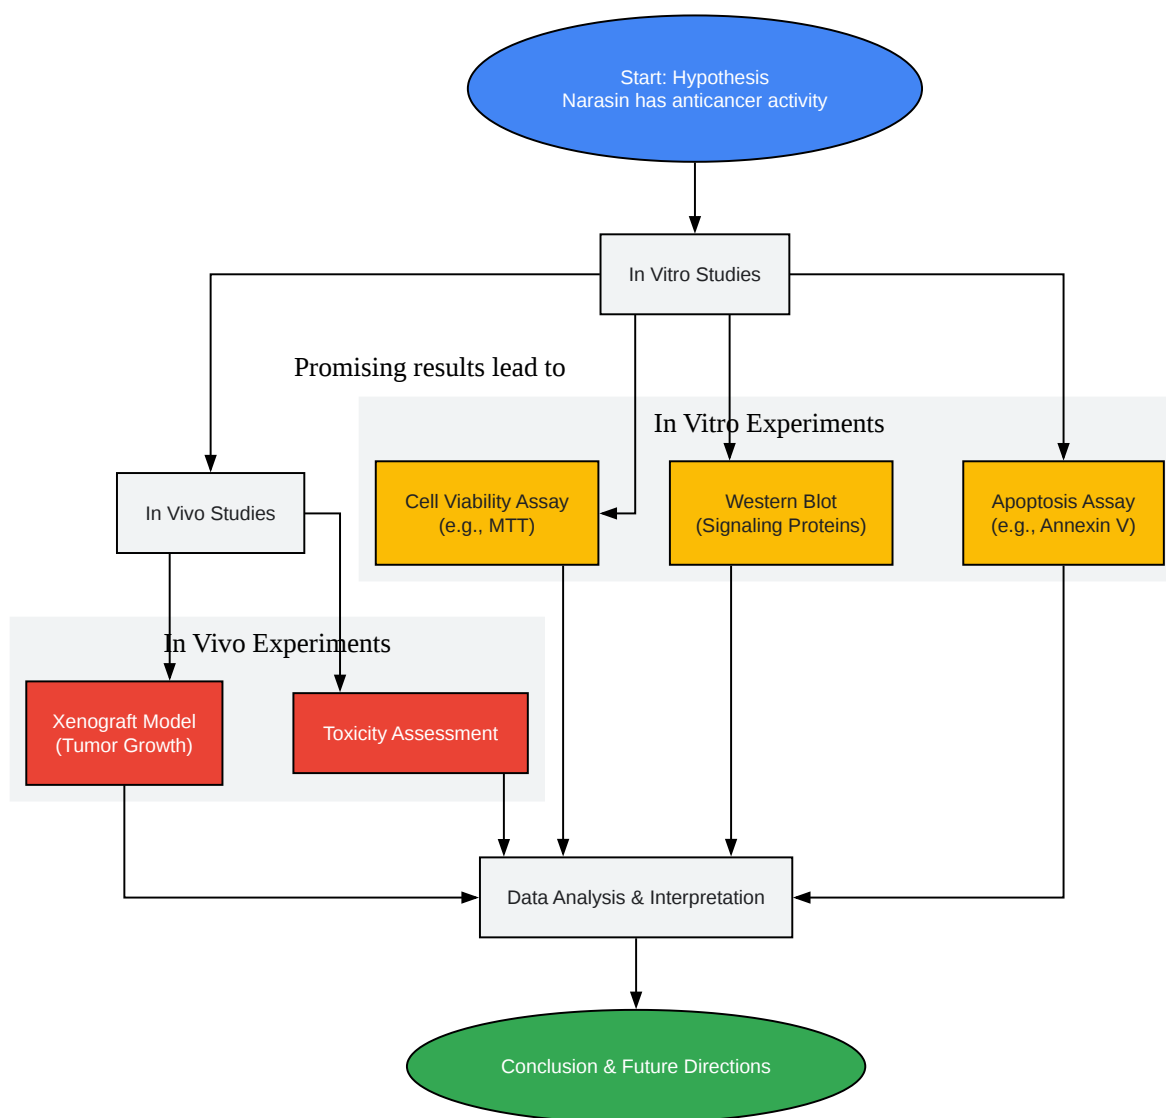 Start: Hypothesis
Narasin has anticancer activity
In Vitro Studies
Promising results lead to
In Vitro Experiments
Cell Viability Assay
(e.g., MTT)
Western Blot
(Signaling Proteins)
Apoptosis Assay
(e.g., Annexin V)
In Vivo Studies
In Vivo Experiments
Xenograft Model
(Tumor Growth)
Toxicity Assessment
Data Analysis & Interpretation
Conclusion & Future Directions